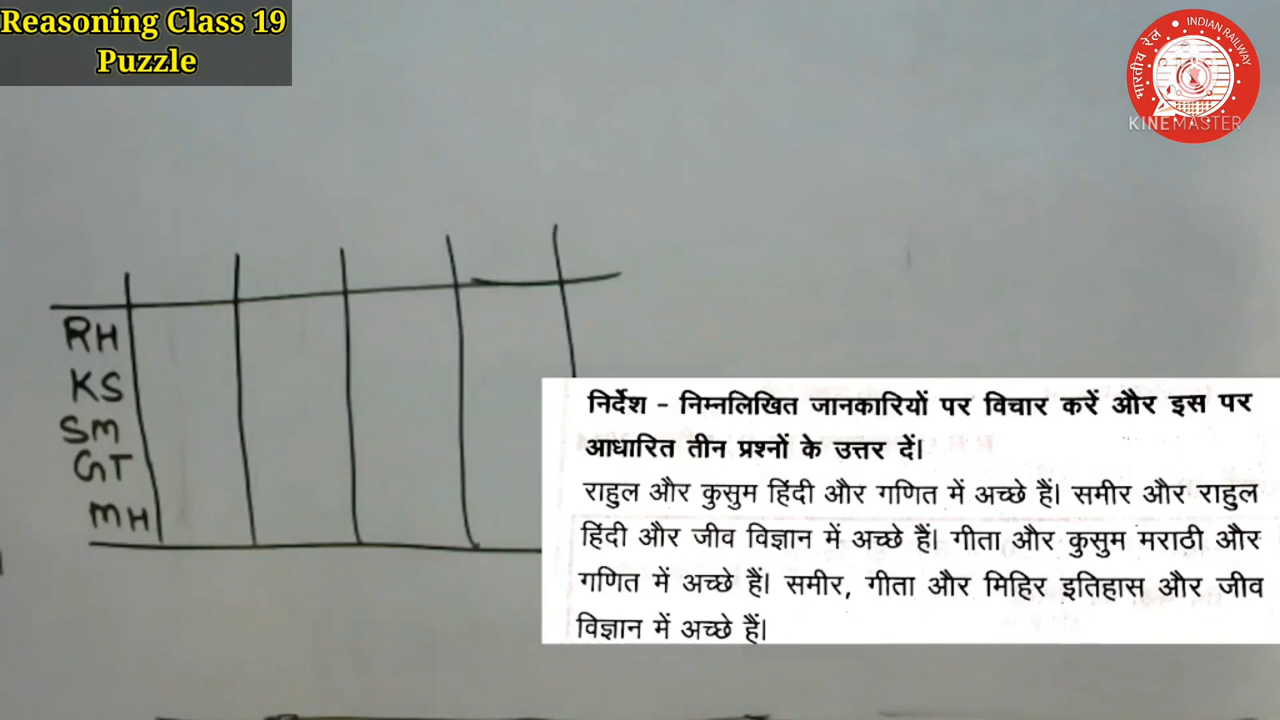 Reasoning Class 19
Puzzle
भारतीय रेल
INDIAN RAILWAY
KINEMASTER
RH
KS
SM
GT
MH
निर्देश - निम्नलिखित जानकारियों पर विचार करें और इस पर
आधारित तीन प्रश्नों के उत्तर दें।
राहुल और कुसुम हिंदी और गणित में अच्छे हैं। समीर और राहुल
हिंदी और जीव विज्ञान में अच्छे हैं। गीता और कुसुम मराठी और
गणित में अच्छे हैं। समीर, गीता और मिहिर इतिहास और जीव
विज्ञान में अच्छे हैं।